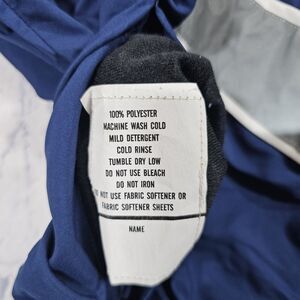 100% POLYESTER
MACHINE WASH COLD
MILD DETERGENT
COLD RINSE
TUMBLE DRY LOW
DO NOT USE BLEACH
DO NOT IRON
NOT USE FABRIC SOFTENER OR
FABRIC SOFTENER SHEETS
NAME